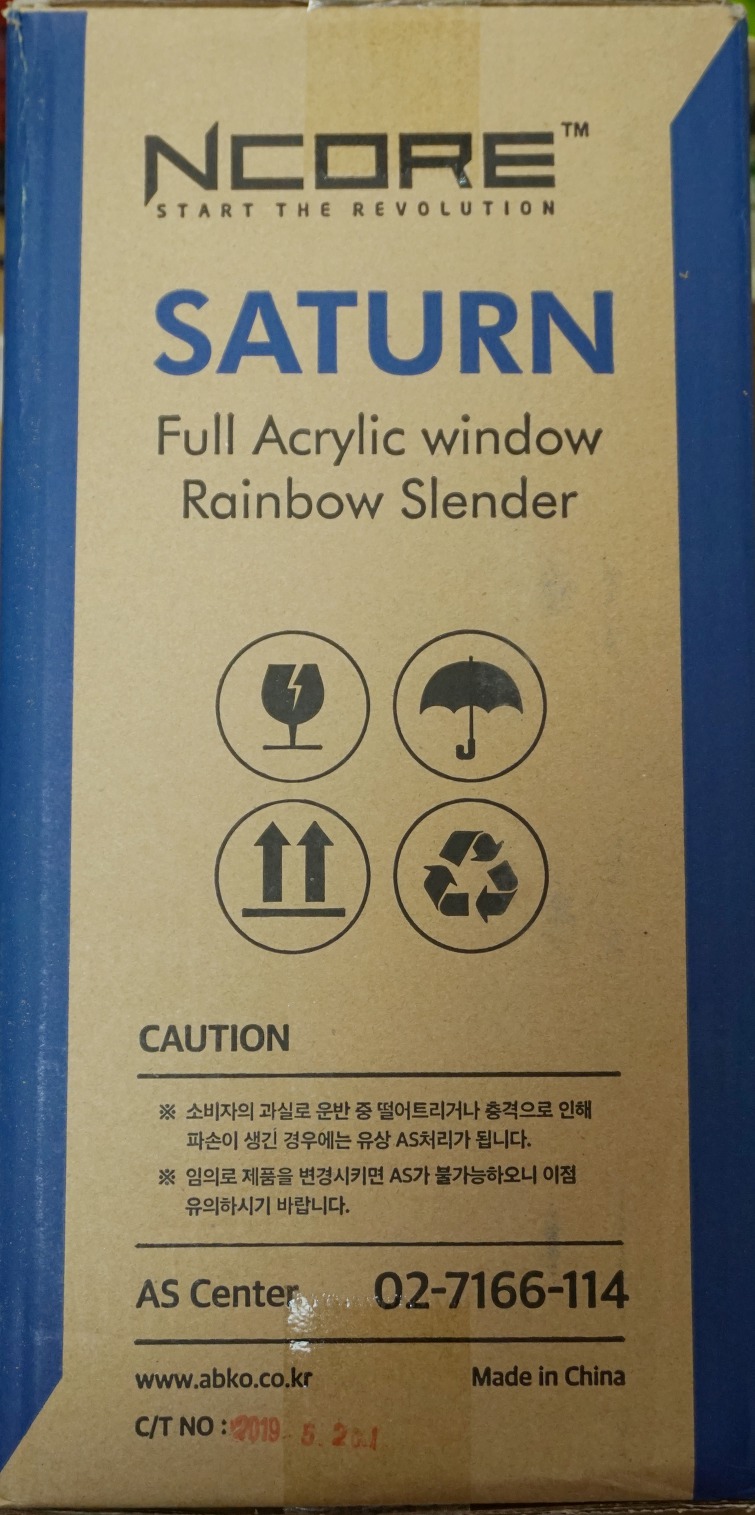 NCORE™
START THE REVOLUTION
SATURN
Full Acrylic window
Rainbow Slender
CAUTION
※ 소비자의 과실로 운반 중 떨어트리거나 충격으로 인해
파손이 생긴 경우에는 유상 AS처리가 됩니다.
※ 임의로 제품을 변경시키면 AS가 불가능하오니 이점
유의하시기 바랍니다.
AS Center 02-7166-114
www.abko.co.kr Made in China
C/T NO : 2019. 5. 2